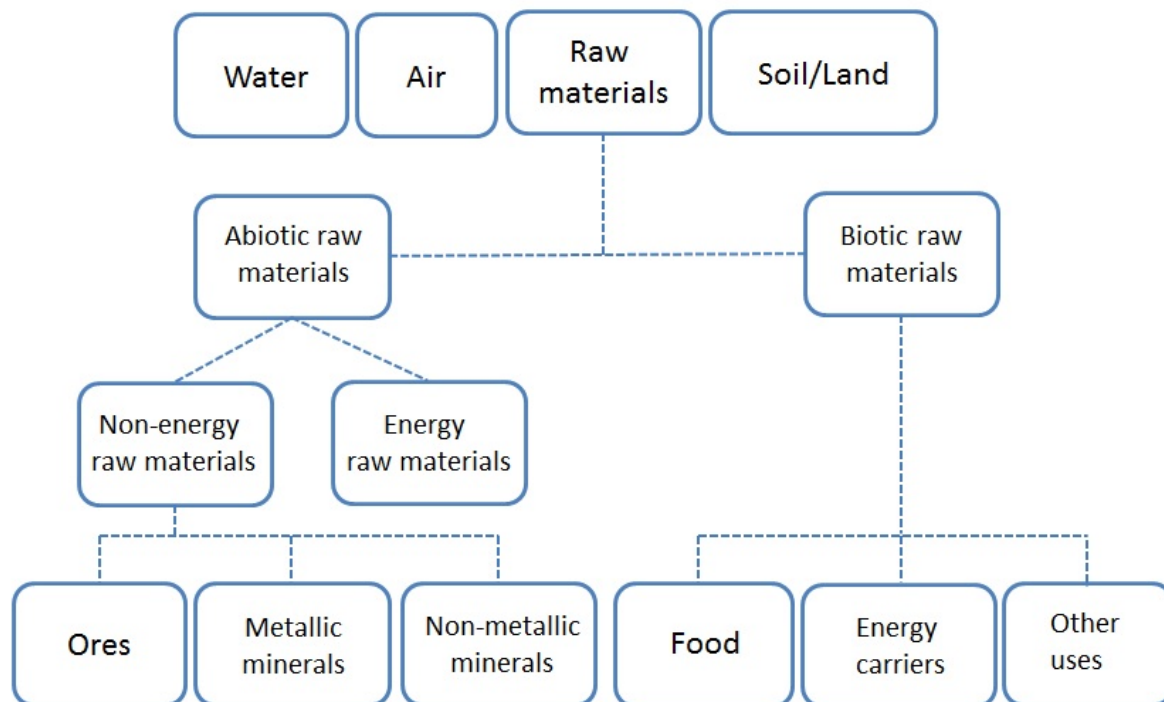 Water
Air
Raw
materials
Soil/Land
Abiotic raw
materials
Biotic raw
materials
Non-energy
raw materials
Energy
raw materials
Ores
Metallic
minerals
Non-metallic
minerals
Food
Energy
carriers
Other
uses